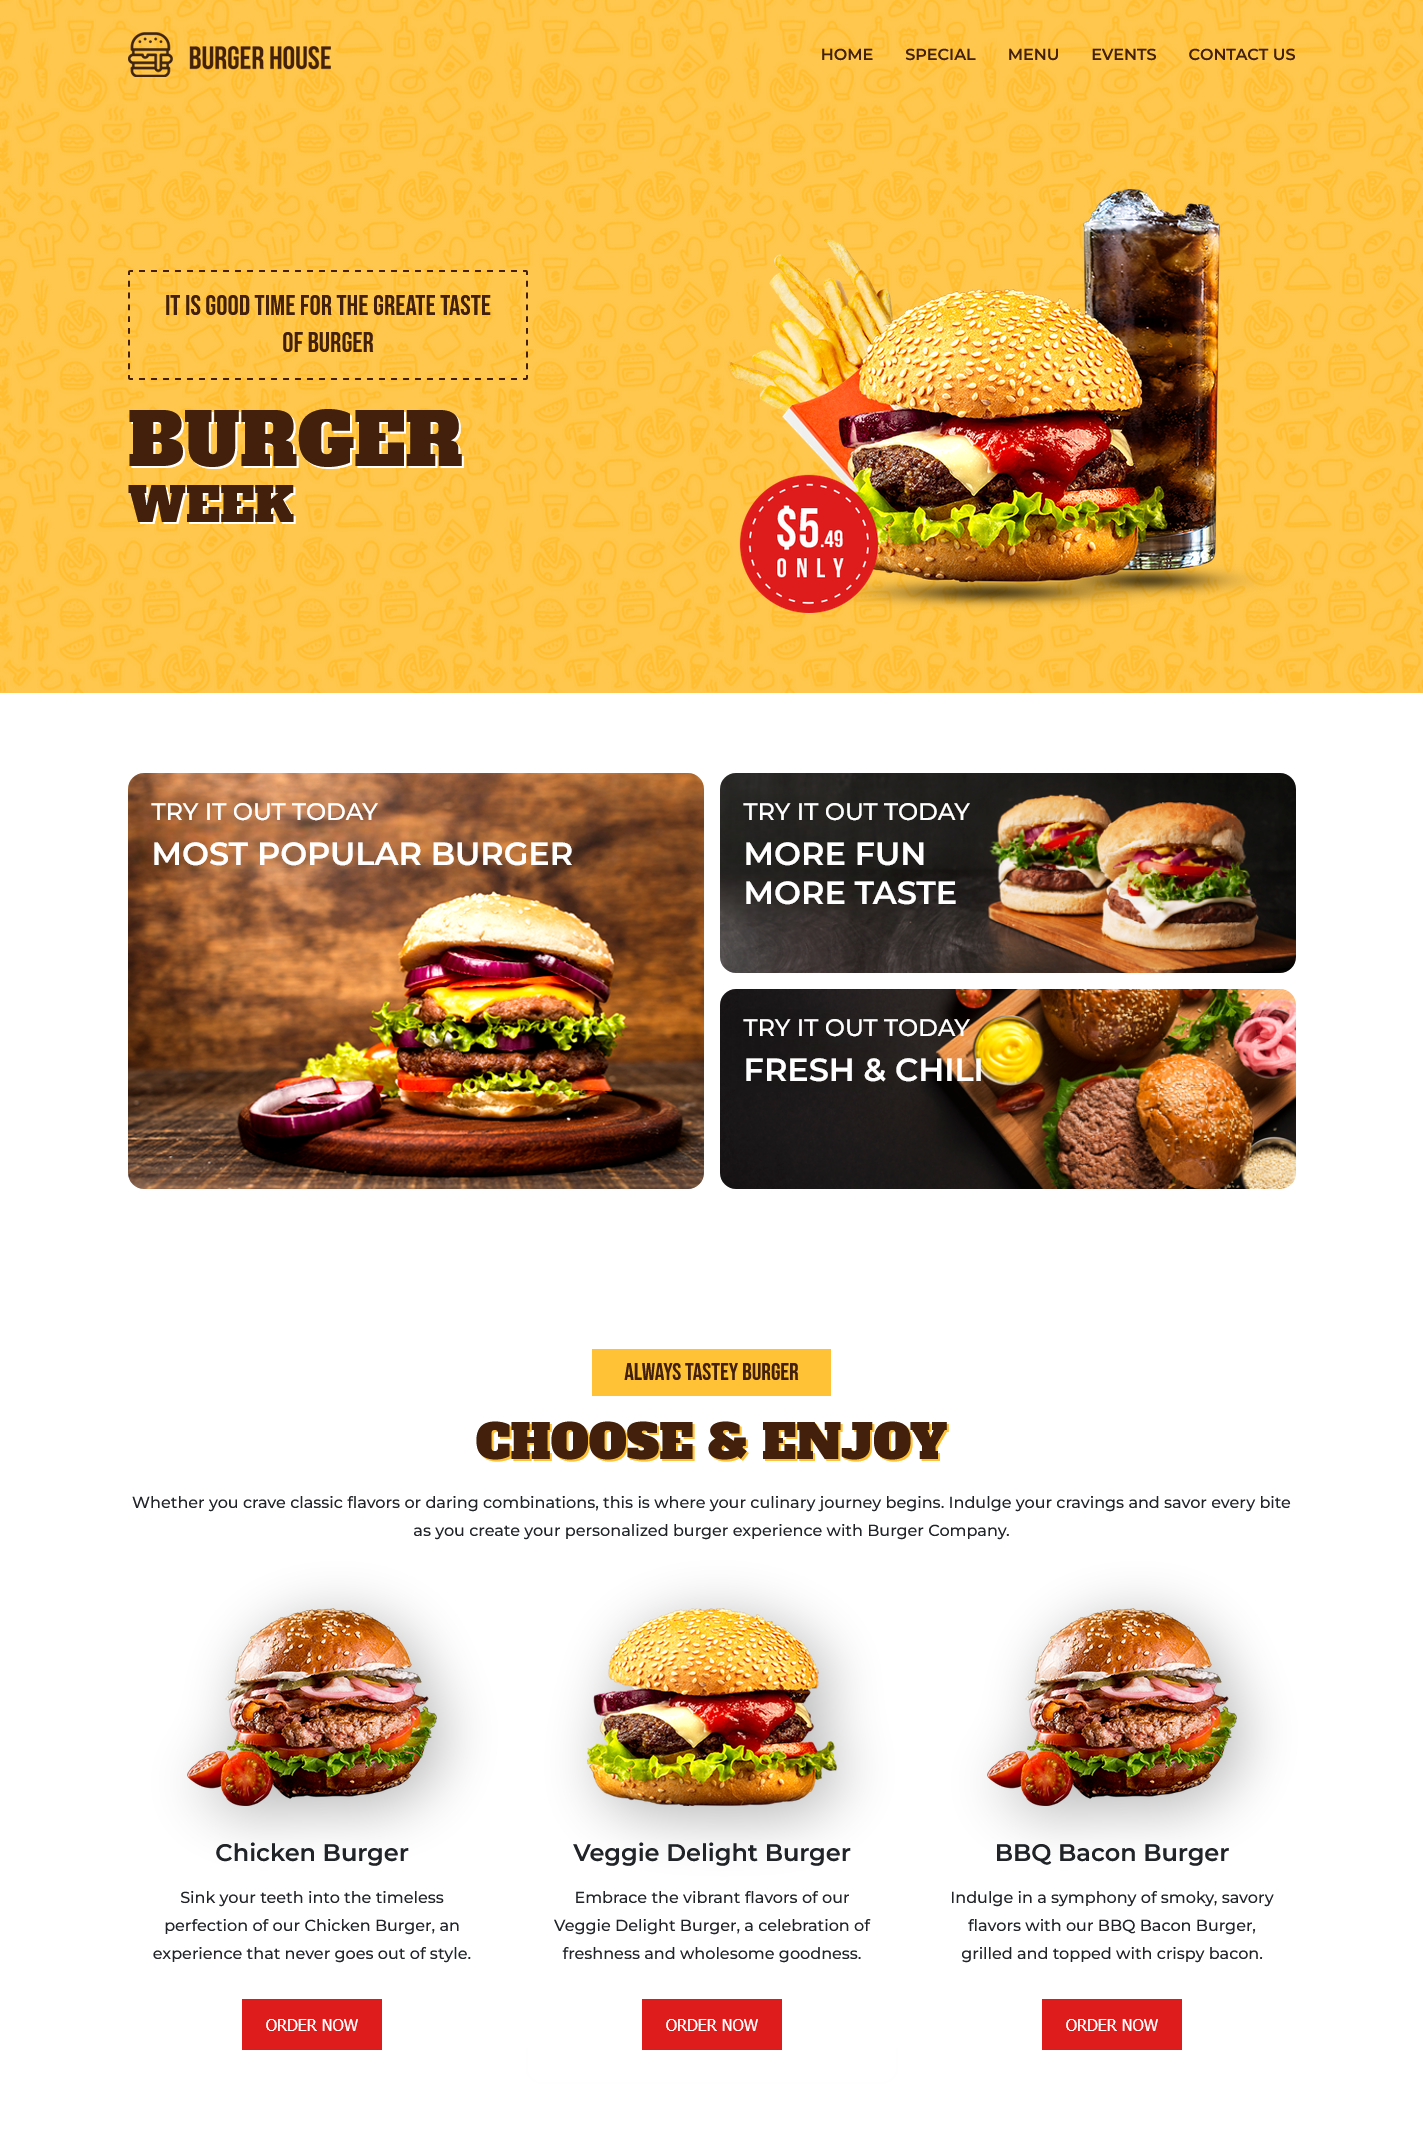 BURGER HOUSE
HOME SPECIAL MENU EVENTS CONTACT US
IT IS GOOD TIME FOR THE GREATE TASTE
OF BURGER
BURGER
WEEK
$5.49
ONLY
TRY IT OUT TODAY
MOST POPULAR BURGER
TRY IT OUT TODAY
MORE FUN
MORE TASTE
TRY IT OUT TODAY
FRESH & CHILI
ALWAYS TASTEY BURGER
CHOOSE & ENJOY
Whether you crave classic flavors or daring combinations, this is where your culinary journey begins. Indulge your cravings and savor every bite
as you create your personalized burger experience with Burger Company.
Chicken Burger
Sink your teeth into the timeless
perfection of our Chicken Burger, an
experience that never goes out of style.
ORDER NOW
Veggie Delight Burger
Embrace the vibrant flavors of our
Veggie Delight Burger, a celebration of
freshness and wholesome goodness.
ORDER NOW
BBQ Bacon Burger
Indulge in a symphony of smoky, savory
flavors with our BBQ Bacon Burger,
grilled and topped with crispy bacon.
ORDER NOW